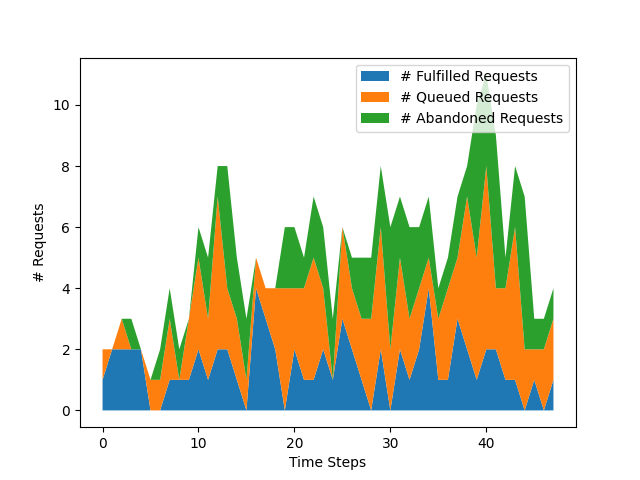 # Fulfilled Requests
# Queued Requests
# Abandoned Requests
# Requests
10
8
6
4
2
0
0
10
20
30
40
Time Steps